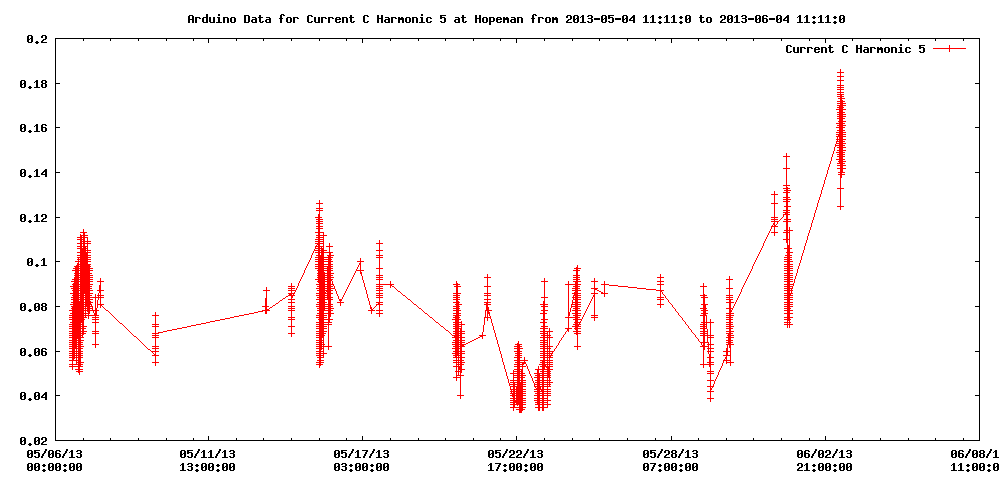 Arduino Data for Current C Harmonic 5 at Hopeman from 2013-05-04 11:11:0 to 2013-06-04 11:11:0
Current C Harmonic 5
0.2
0.18
0.16
0.14
0.12
0.1
0.08
0.06
0.04
0.02
05/06/13 05/11/13 05/17/13 05/22/13 05/28/13 06/02/13 06/08/1
00:00:00 13:00:00 03:00:00 17:00:00 07:00:00 21:00:00 11:00:0